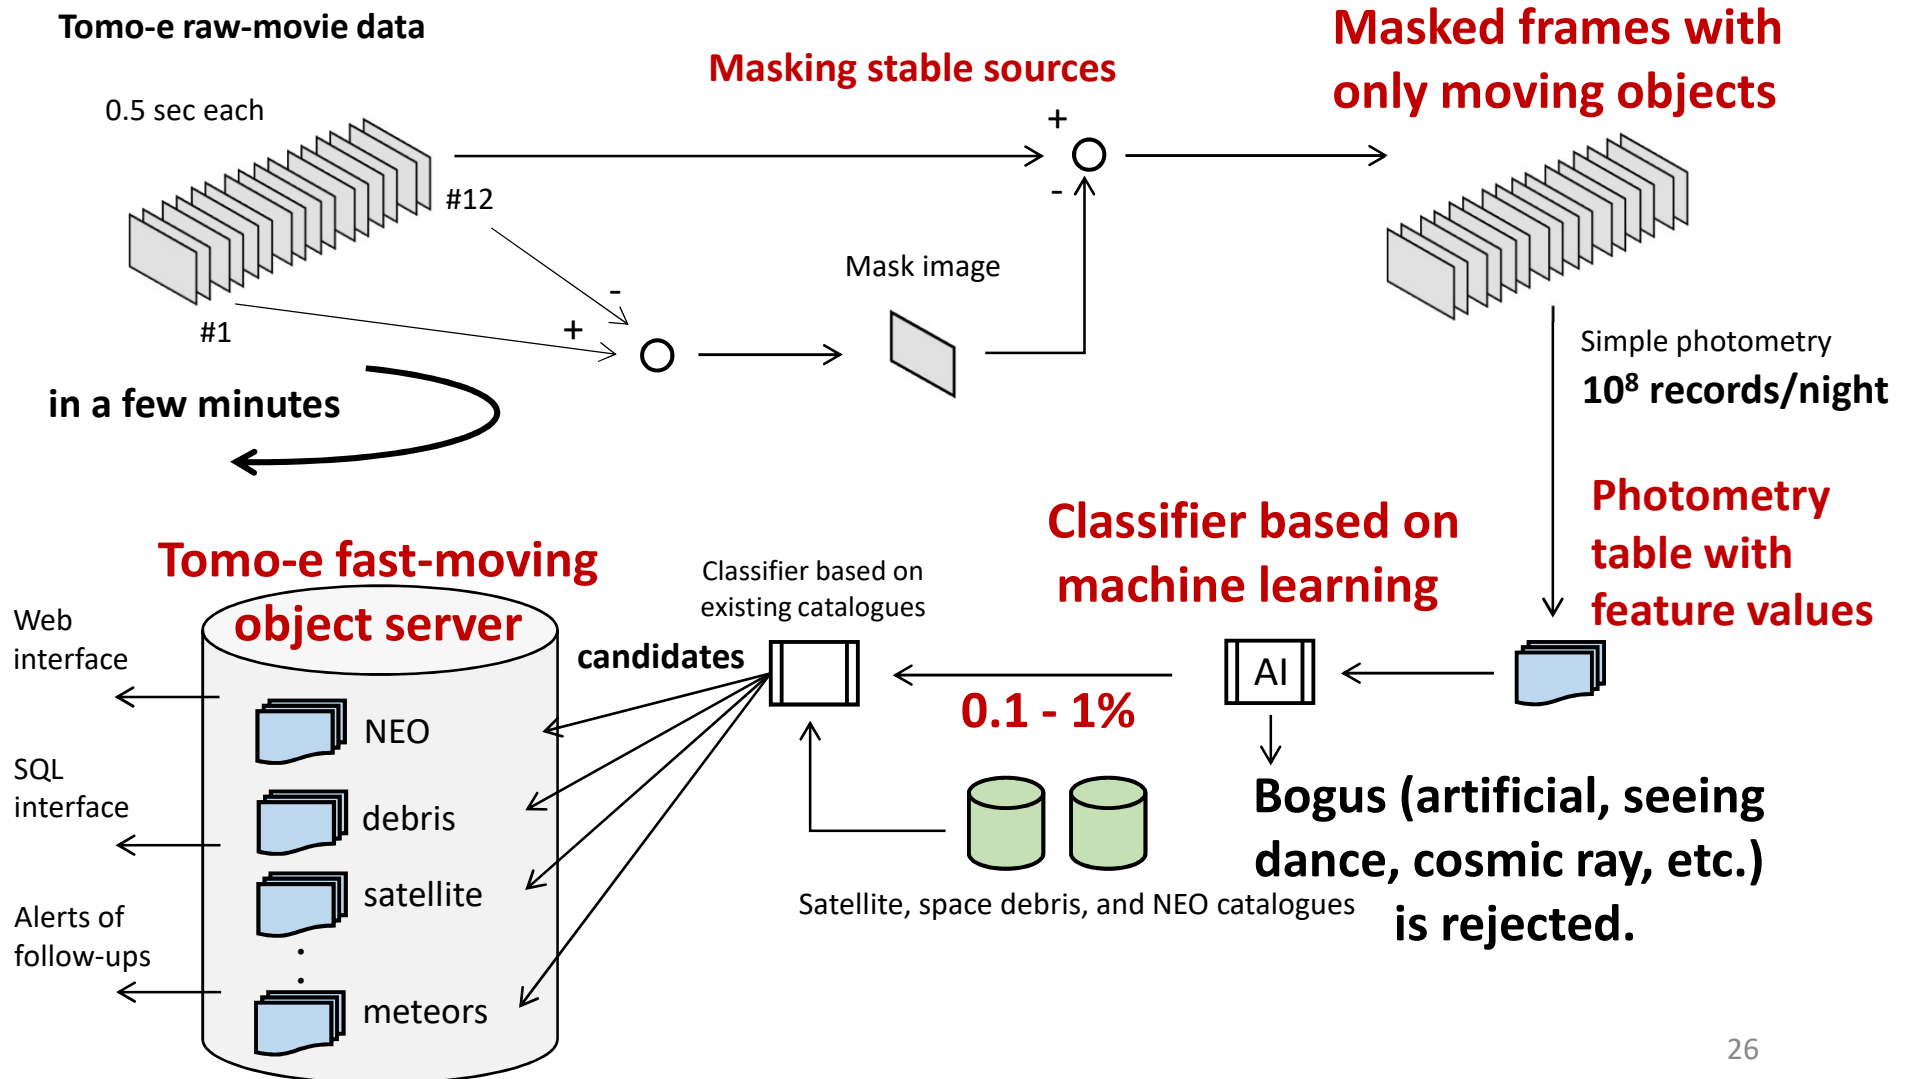 Tomo-e raw-movie data
0.5 sec each
#12
#1
Masking stable sources
+
-
Mask image
-
+
Masked frames with
only moving objects
Simple photometry
10⁸ records/night
in a few minutes
Photometry
table with
feature values
Classifier based on
machine learning
AI
0.1 - 1%
Bogus (artificial, seeing
dance, cosmic ray, etc.)
is rejected.
Classifier based on
existing catalogues
candidates
Satellite, space debris, and NEO catalogues
Tomo-e fast-moving
object server
NEO
debris
satellite
meteors
Web
interface
SQL
interface
Alerts of
follow-ups
26